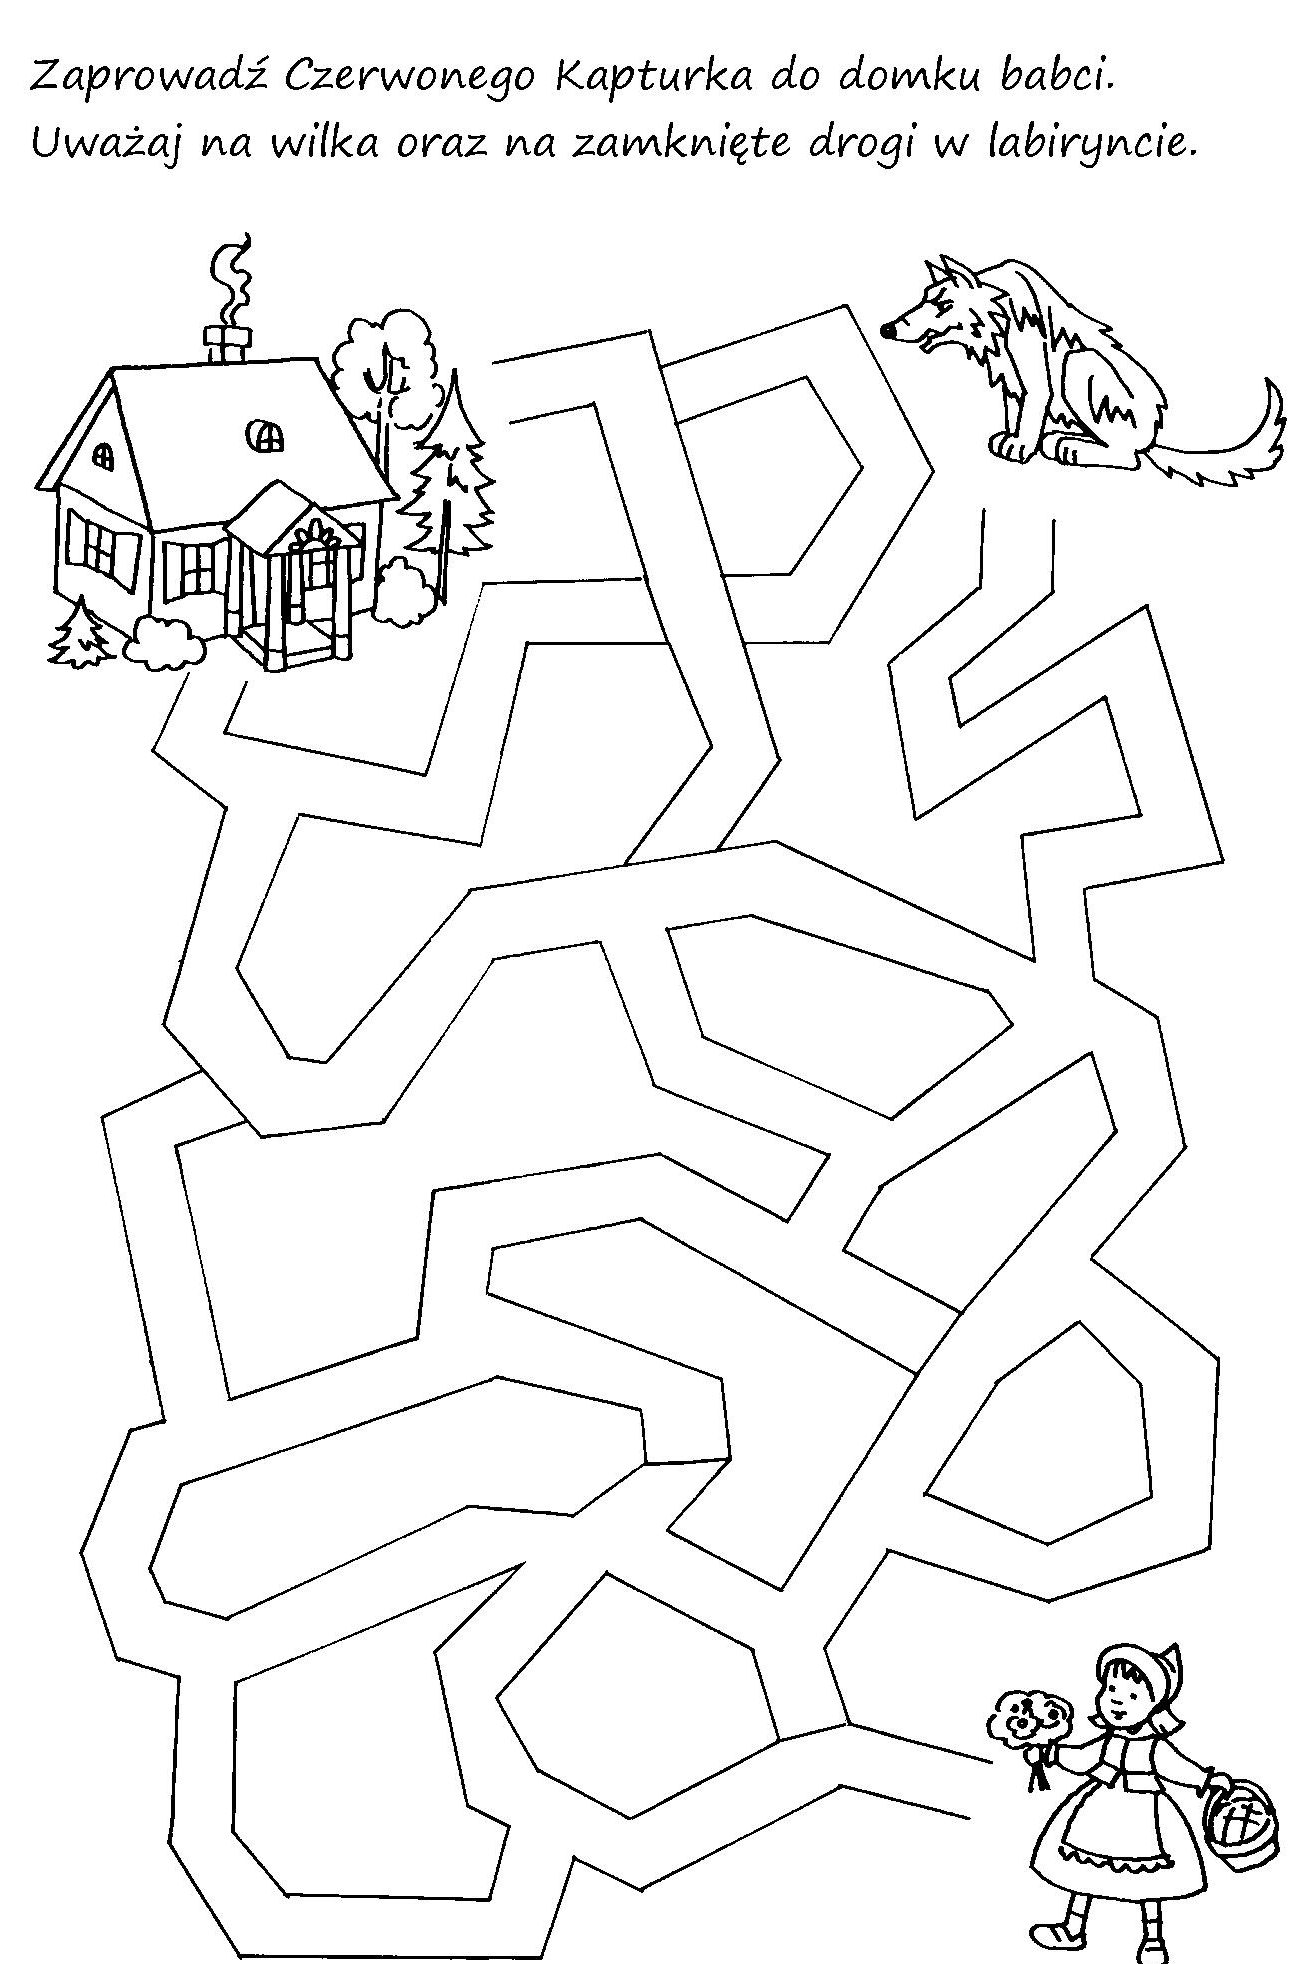 Zaprowadź Czerwonego Kapturka do domku babci.
Uważaj na wilka oraz na zamknięte drogi w labiryncie.